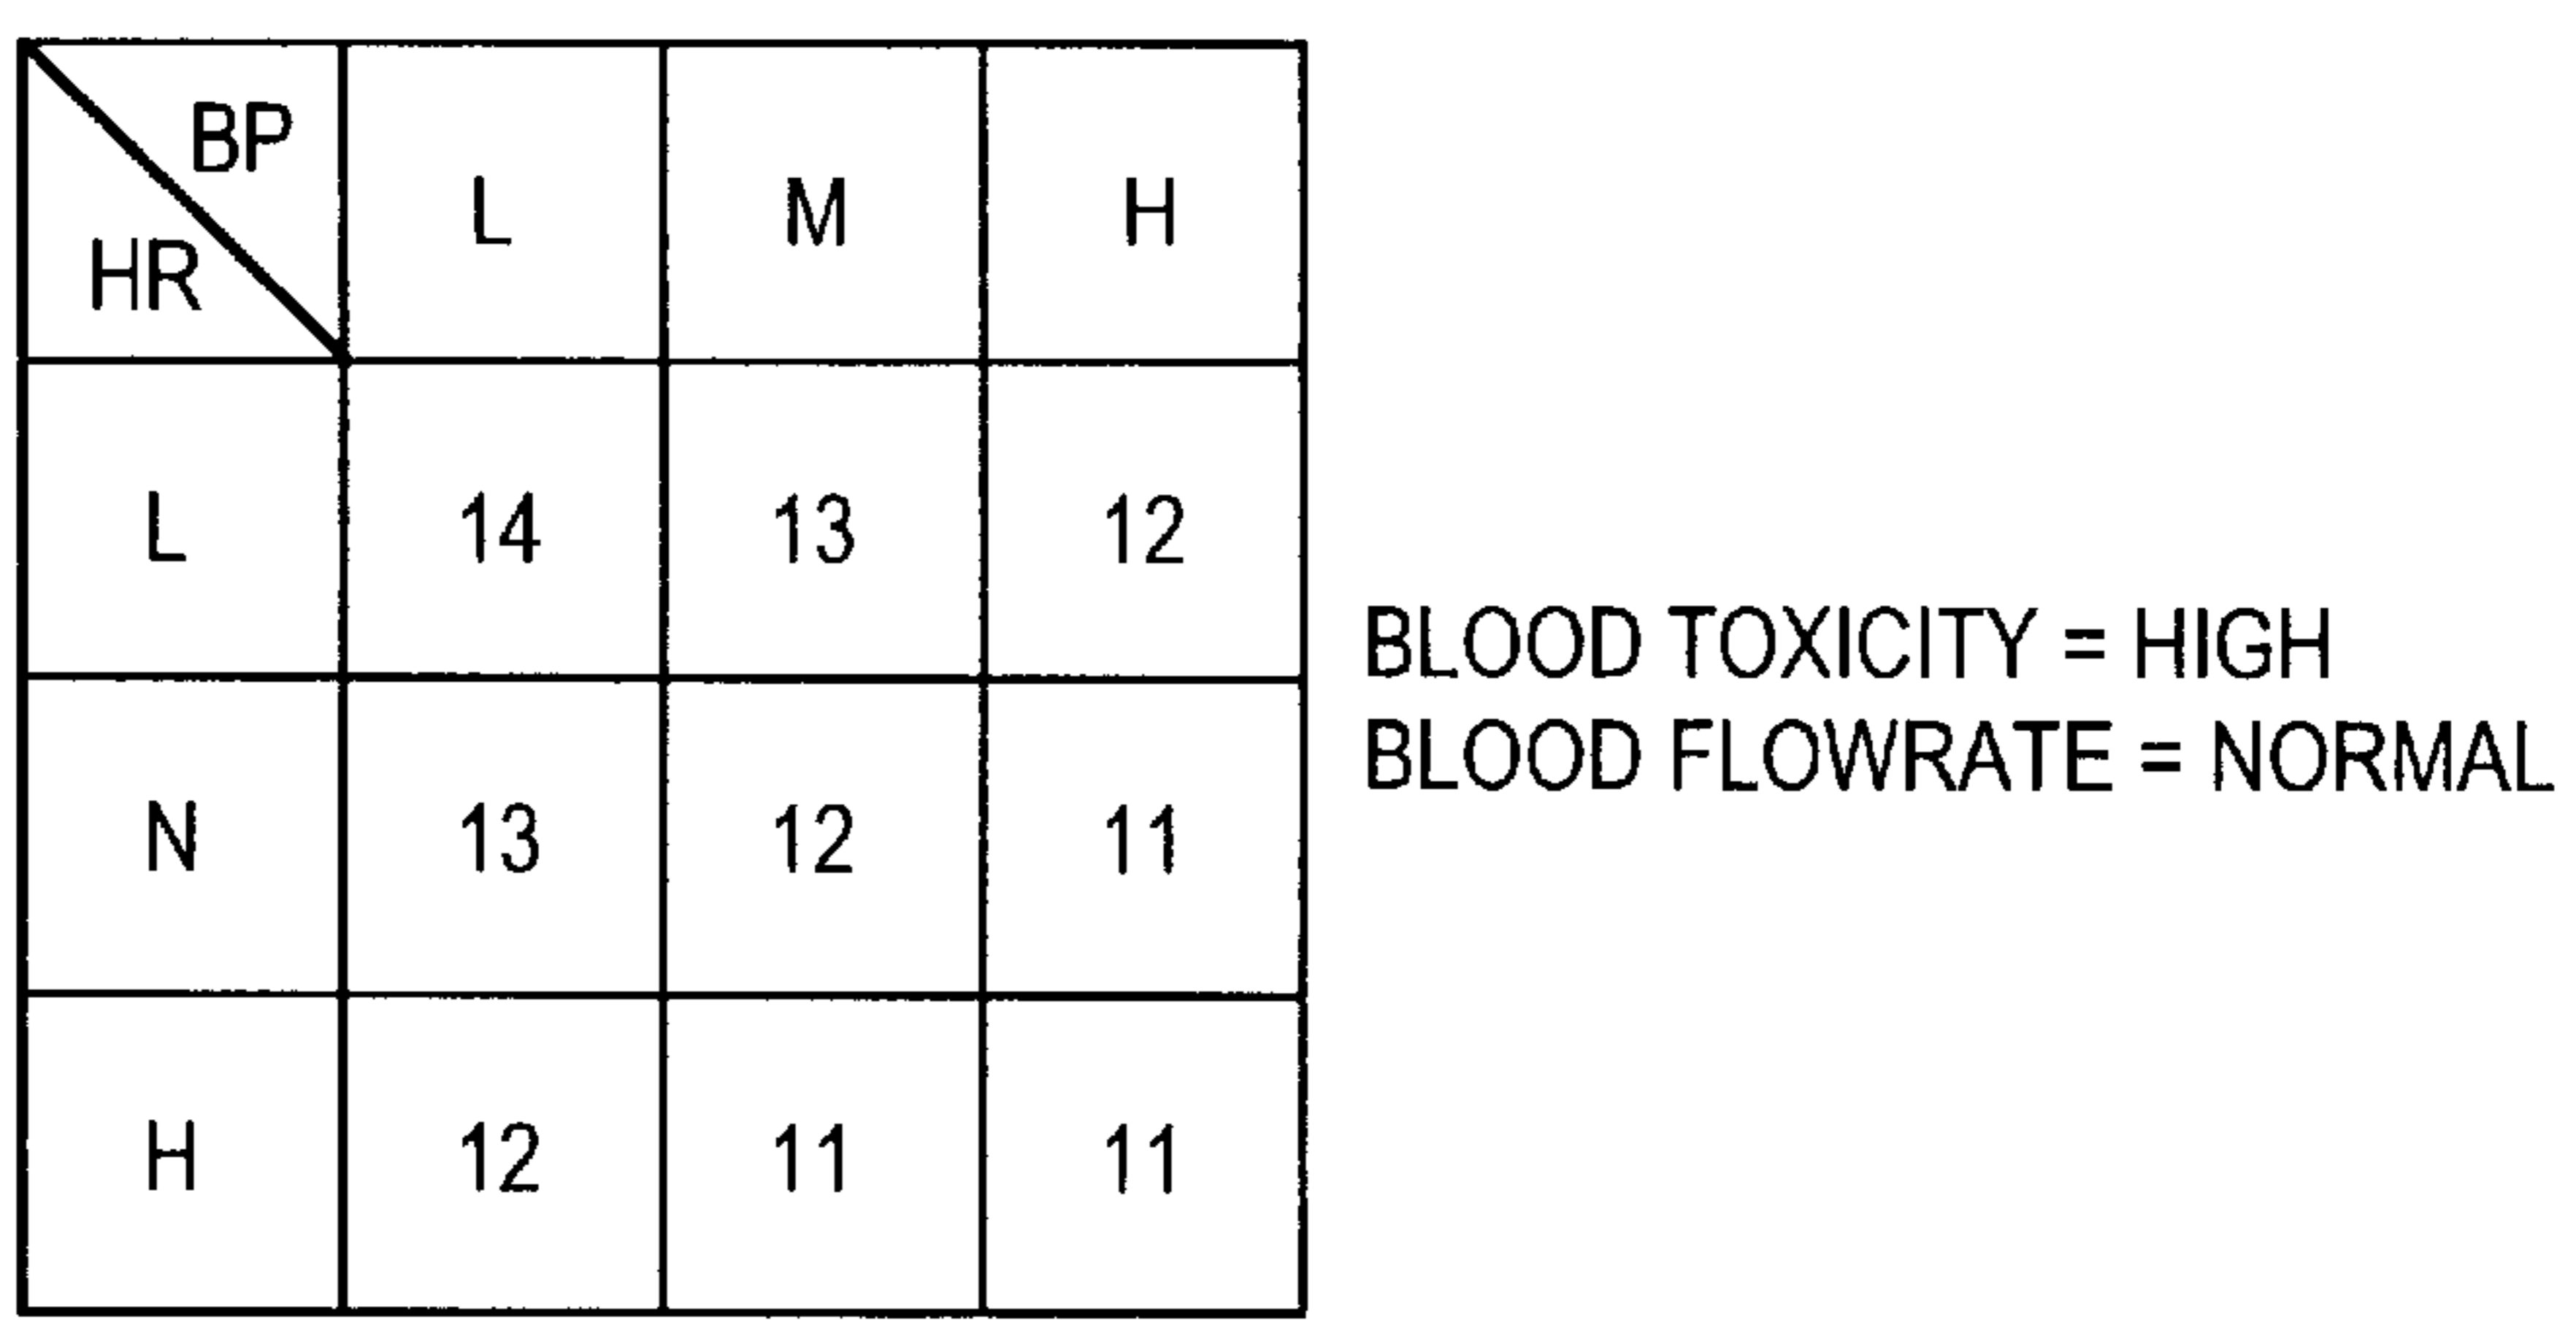 BP
HR
L M H
L 14 13 12
BLOOD TOXICITY = HIGH
BLOOD FLOWRATE = NORMAL
N 13 12 11
H 12 11 11